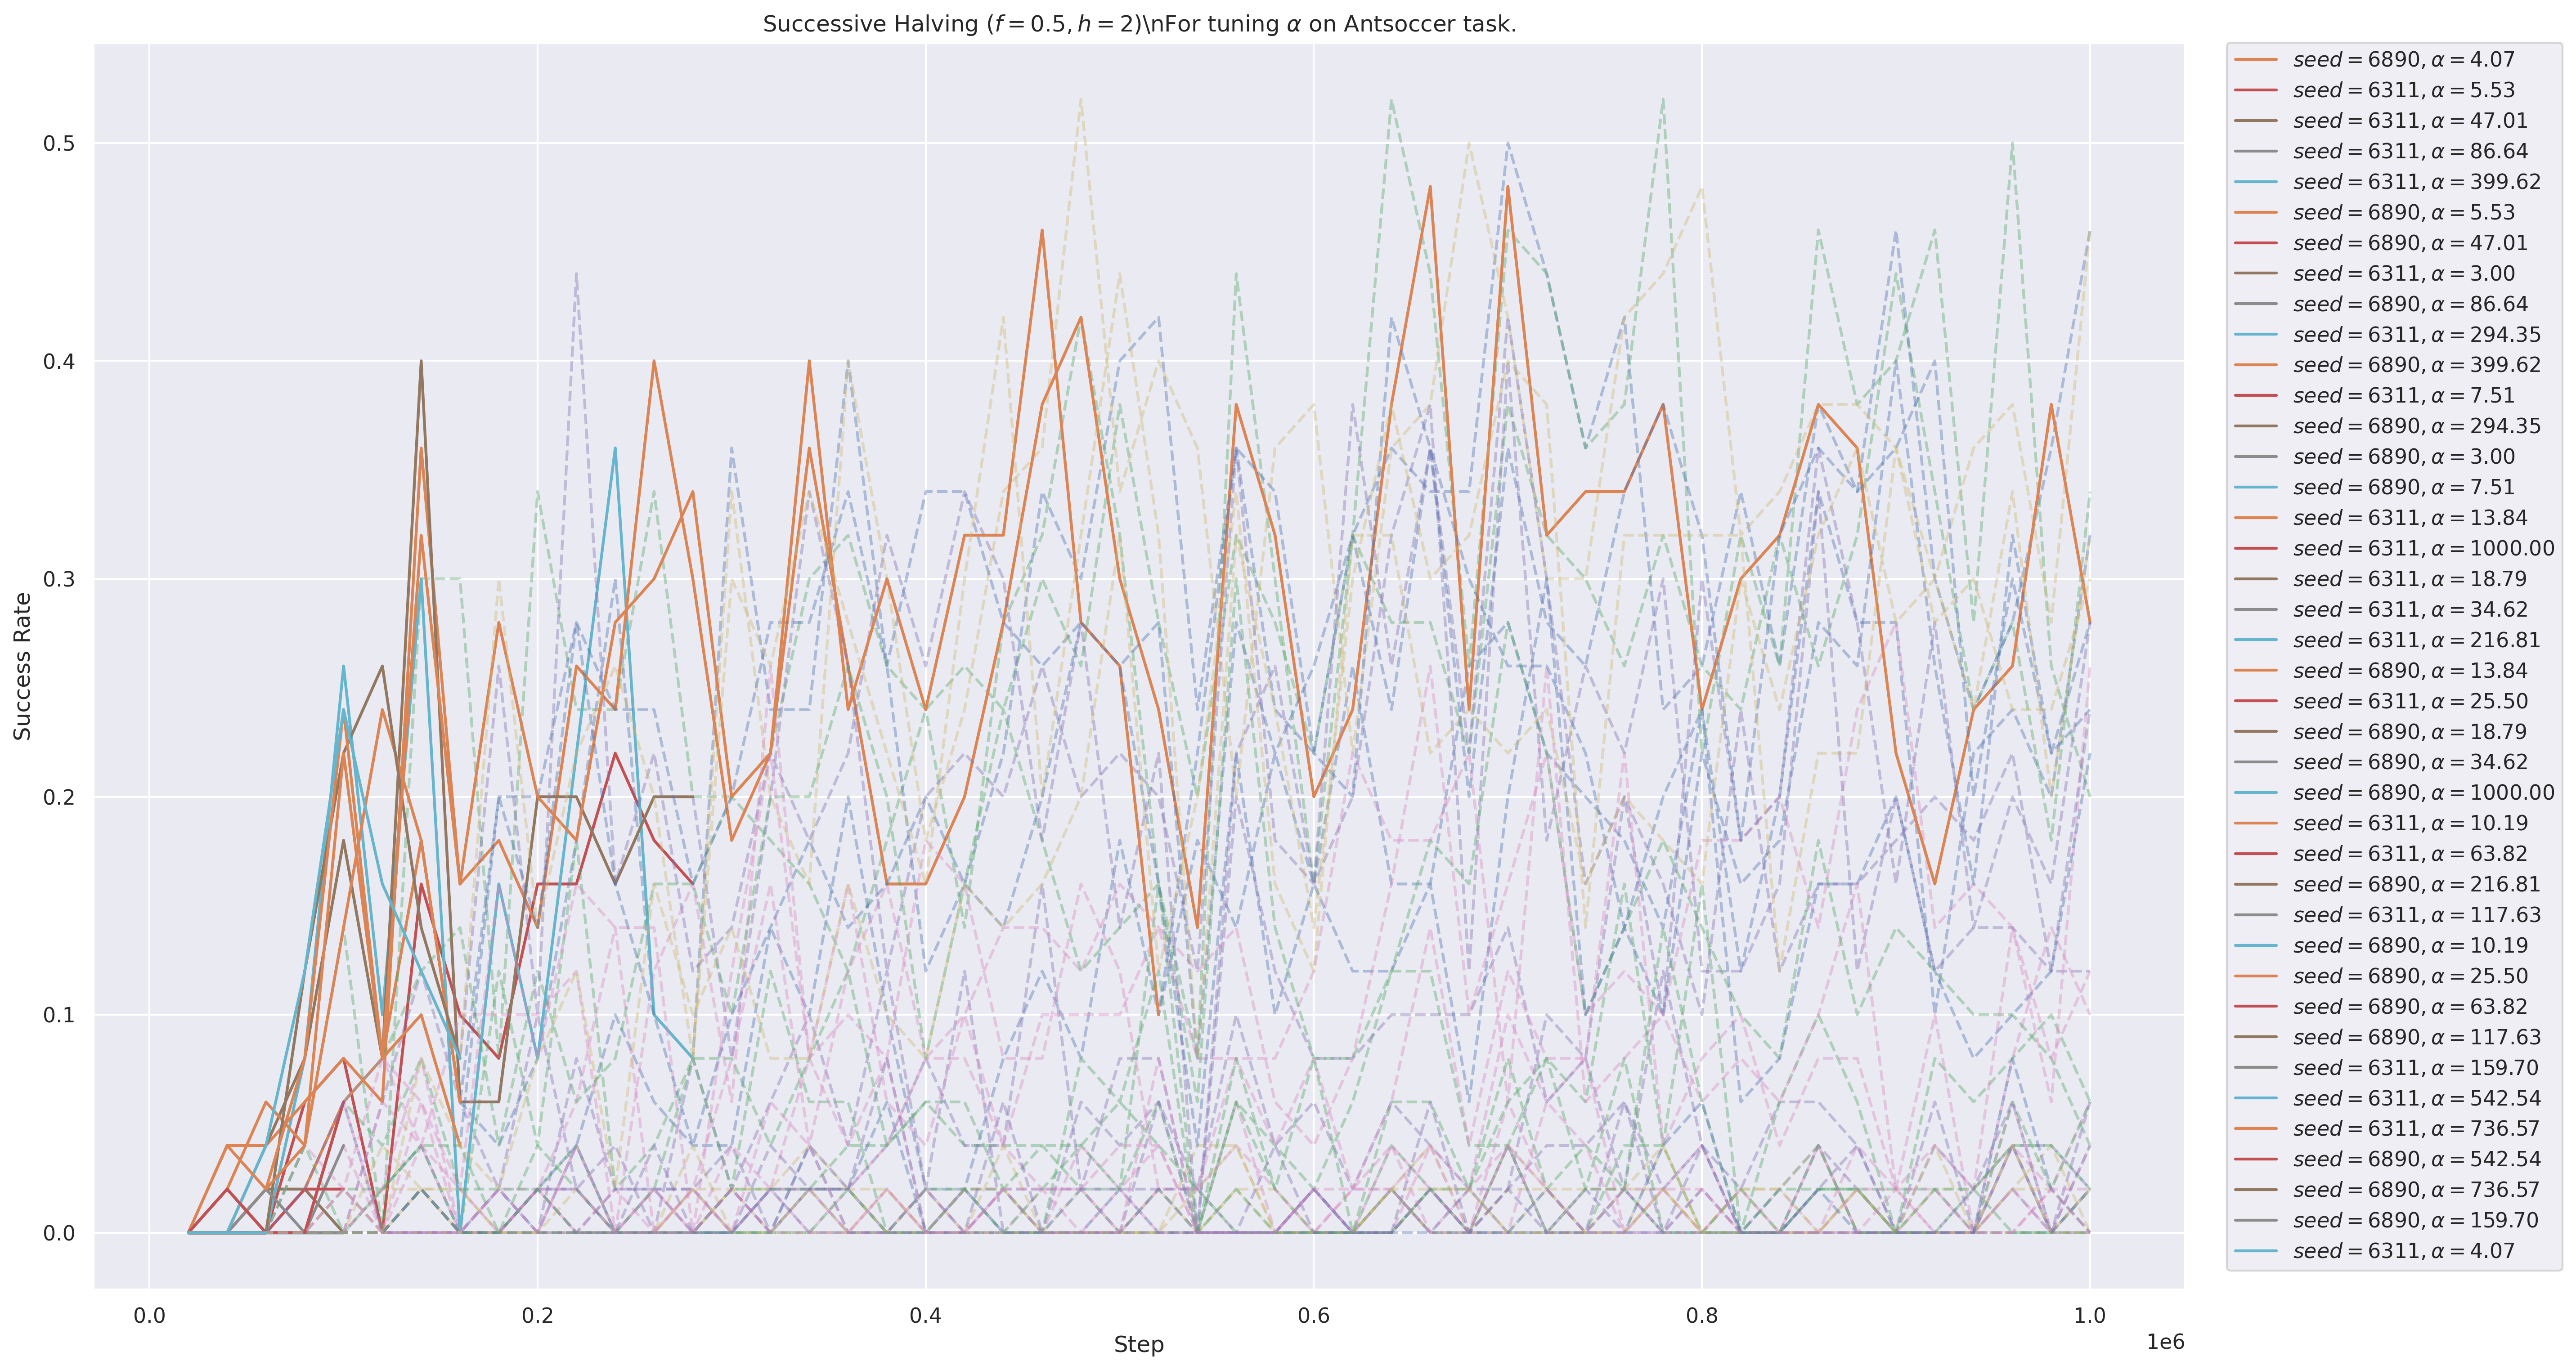 Successive Halving (f = 0.5, h = 2)\nFor tuning α on Antsoccer task.
Success Rate
0.5
0.4
0.3
0.2
0.1
0.0
0.0 0.2 0.4 0.6 0.8 1.0
1e6
Step
seed = 6890, α = 4.07
seed = 6311, α = 5.53
seed = 6311, α = 47.01
seed = 6311, α = 86.64
seed = 6311, α = 399.62
seed = 6890, α = 5.53
seed = 6890, α = 47.01
seed = 6311, α = 3.00
seed = 6890, α = 86.64
seed = 6311, α = 294.35
seed = 6890, α = 399.62
seed = 6311, α = 7.51
seed = 6890, α = 294.35
seed = 6890, α = 3.00
seed = 6890, α = 7.51
seed = 6311, α = 13.84
seed = 6311, α = 1000.00
seed = 6311, α = 18.79
seed = 6311, α = 34.62
seed = 6311, α = 216.81
seed = 6890, α = 13.84
seed = 6311, α = 25.50
seed = 6890, α = 18.79
seed = 6890, α = 34.62
seed = 6890, α = 1000.00
seed = 6311, α = 10.19
seed = 6311, α = 63.82
seed = 6890, α = 216.81
seed = 6311, α = 117.63
seed = 6890, α = 10.19
seed = 6890, α = 25.50
seed = 6890, α = 63.82
seed = 6890, α = 117.63
seed = 6311, α = 159.70
seed = 6311, α = 542.54
seed = 6311, α = 736.57
seed = 6890, α = 542.54
seed = 6890, α = 736.57
seed = 6890, α = 159.70
seed = 6311, α = 4.07